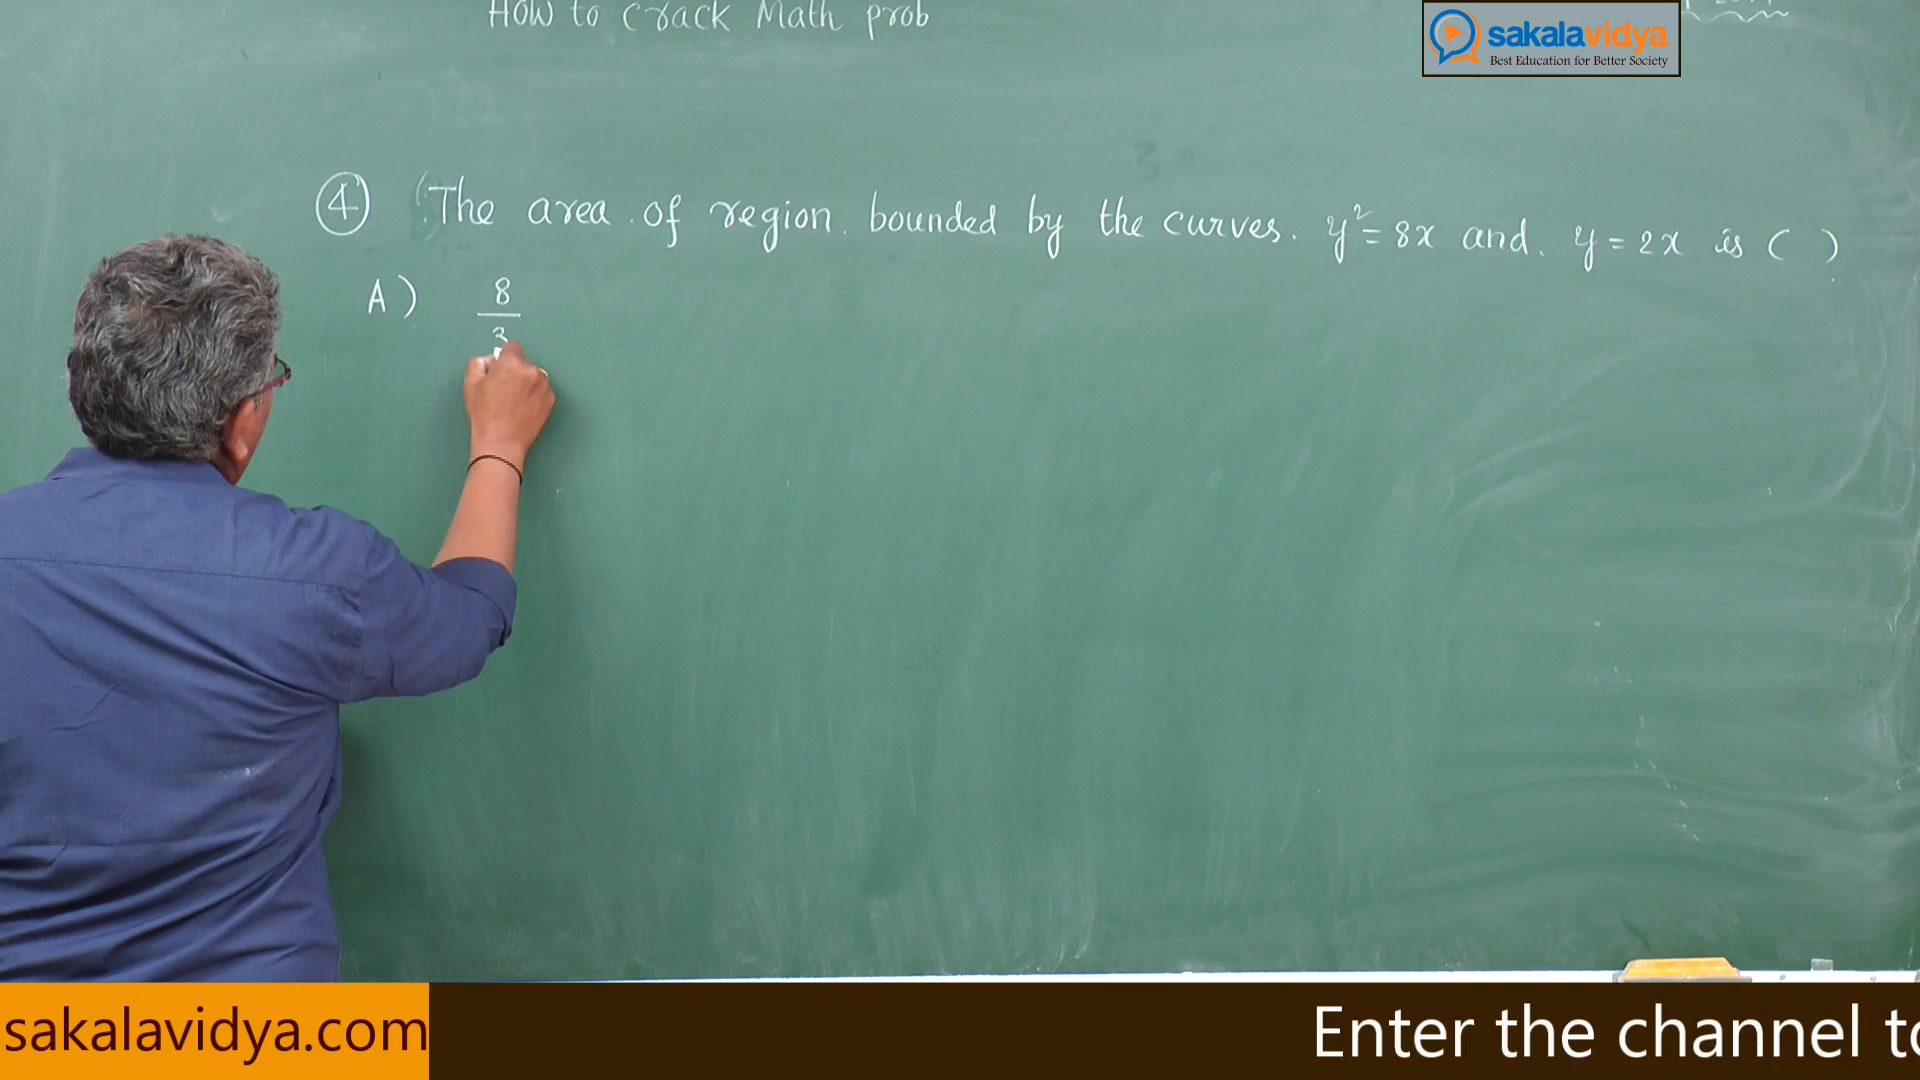 How to crack Math prob
sakalavidya
Best Education for Better Society
④ The area of region bounded by the curves. y² = 8x and. y = 2x is ( )
A) 8/3
sakalavidya.com
Enter the channel to